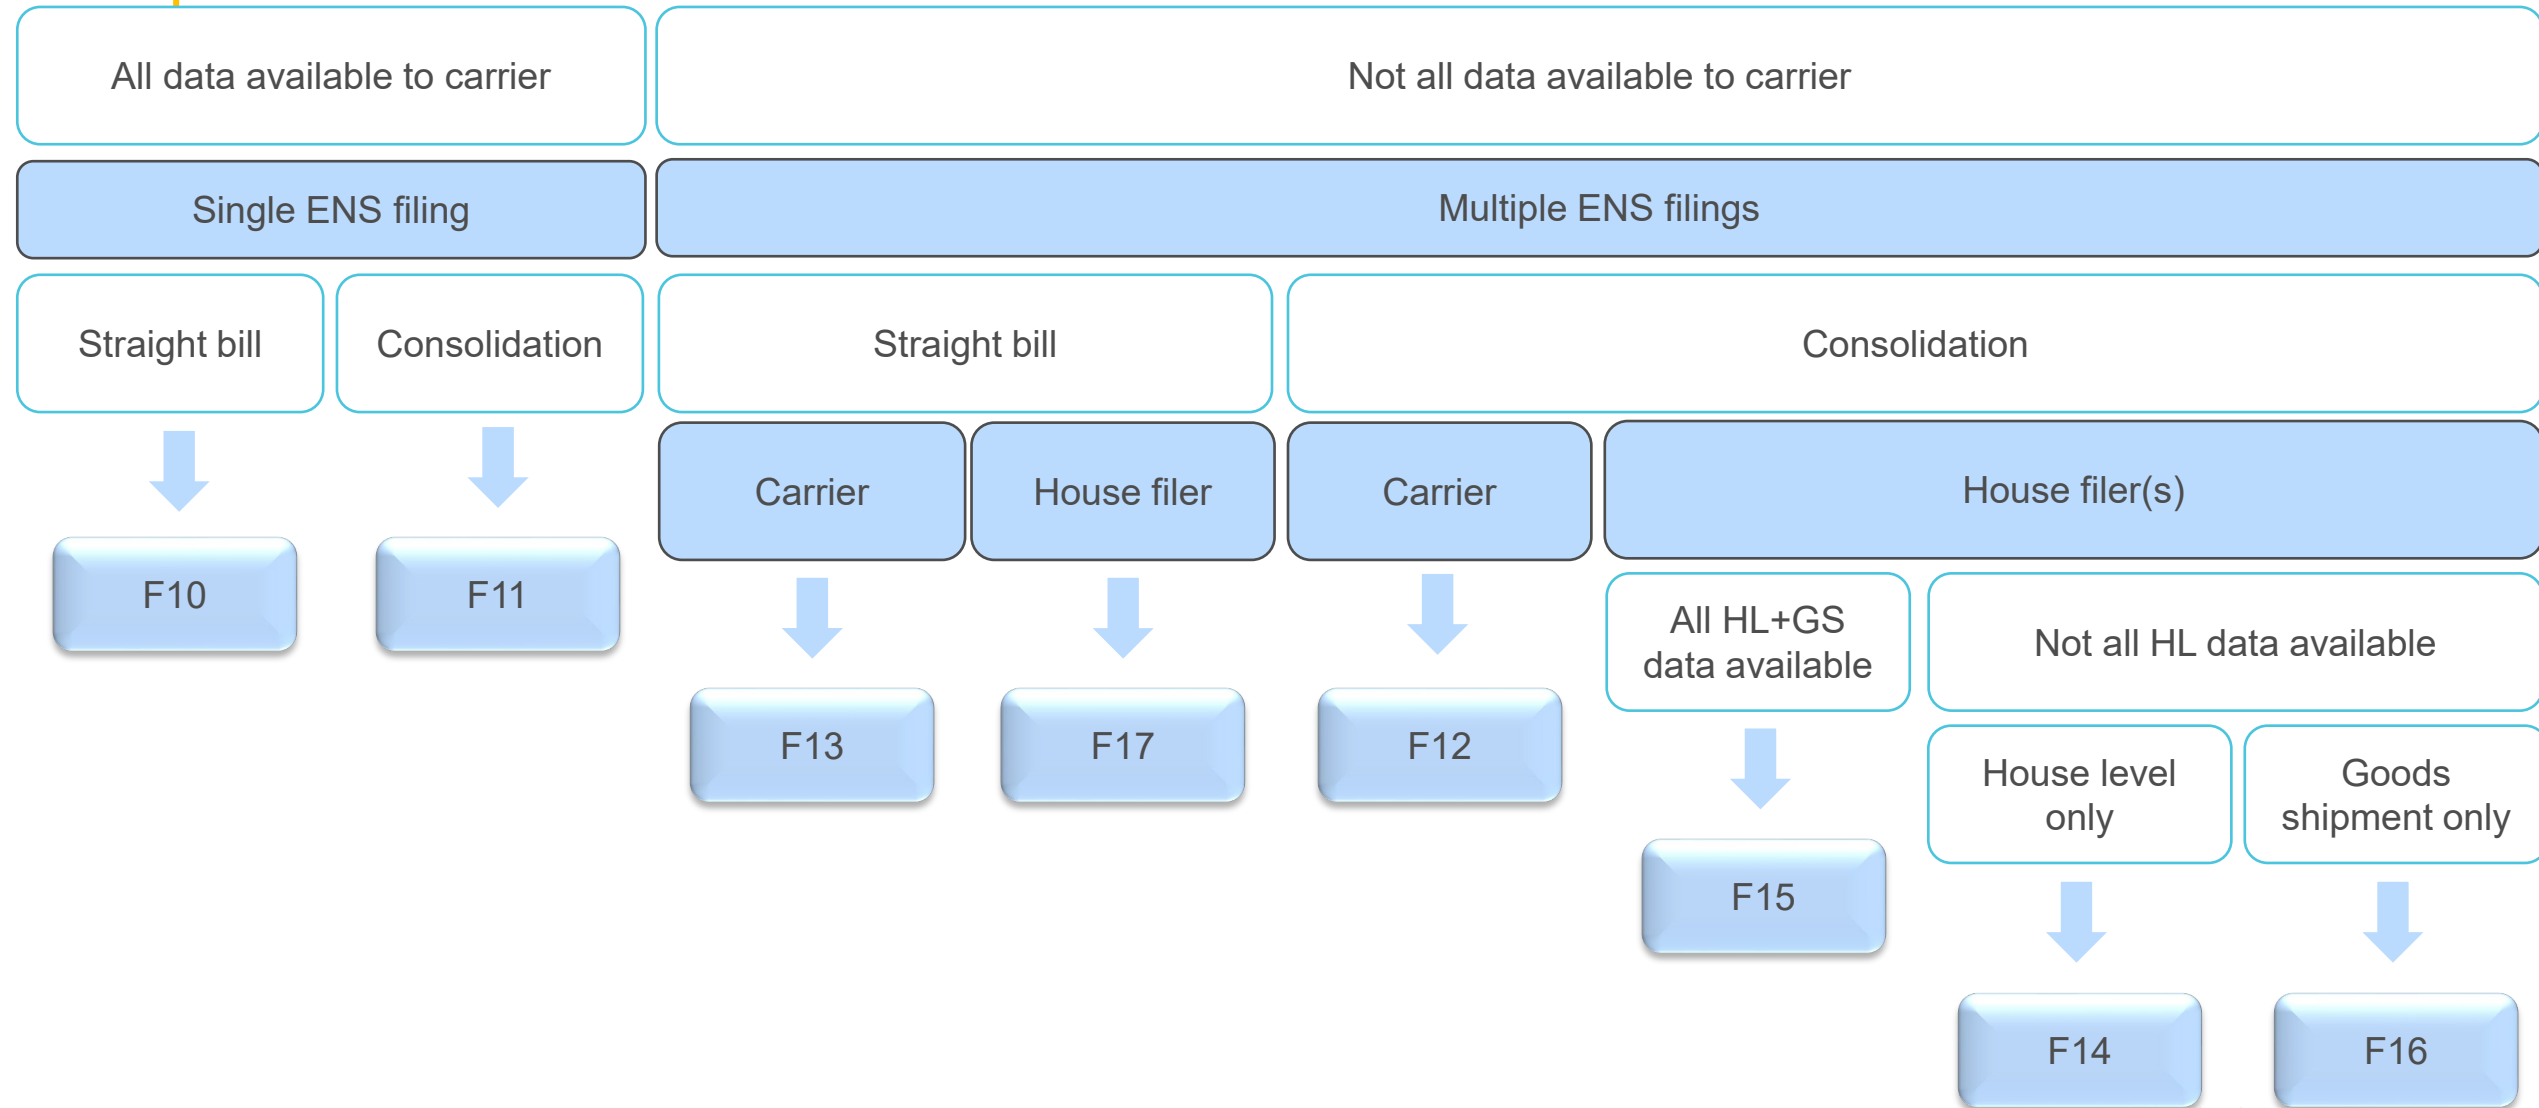 All data available to carrier
Not all data available to carrier
Single ENS filing
Multiple ENS filings
Straight bill
Consolidation
Straight bill
Consolidation
Carrier
House filer
Carrier
House filer(s)
F10
F11
All HL+GS
data available
Not all HL data available
F13
F17
F12
House level
only
Goods
shipment only
F15
F14
F16